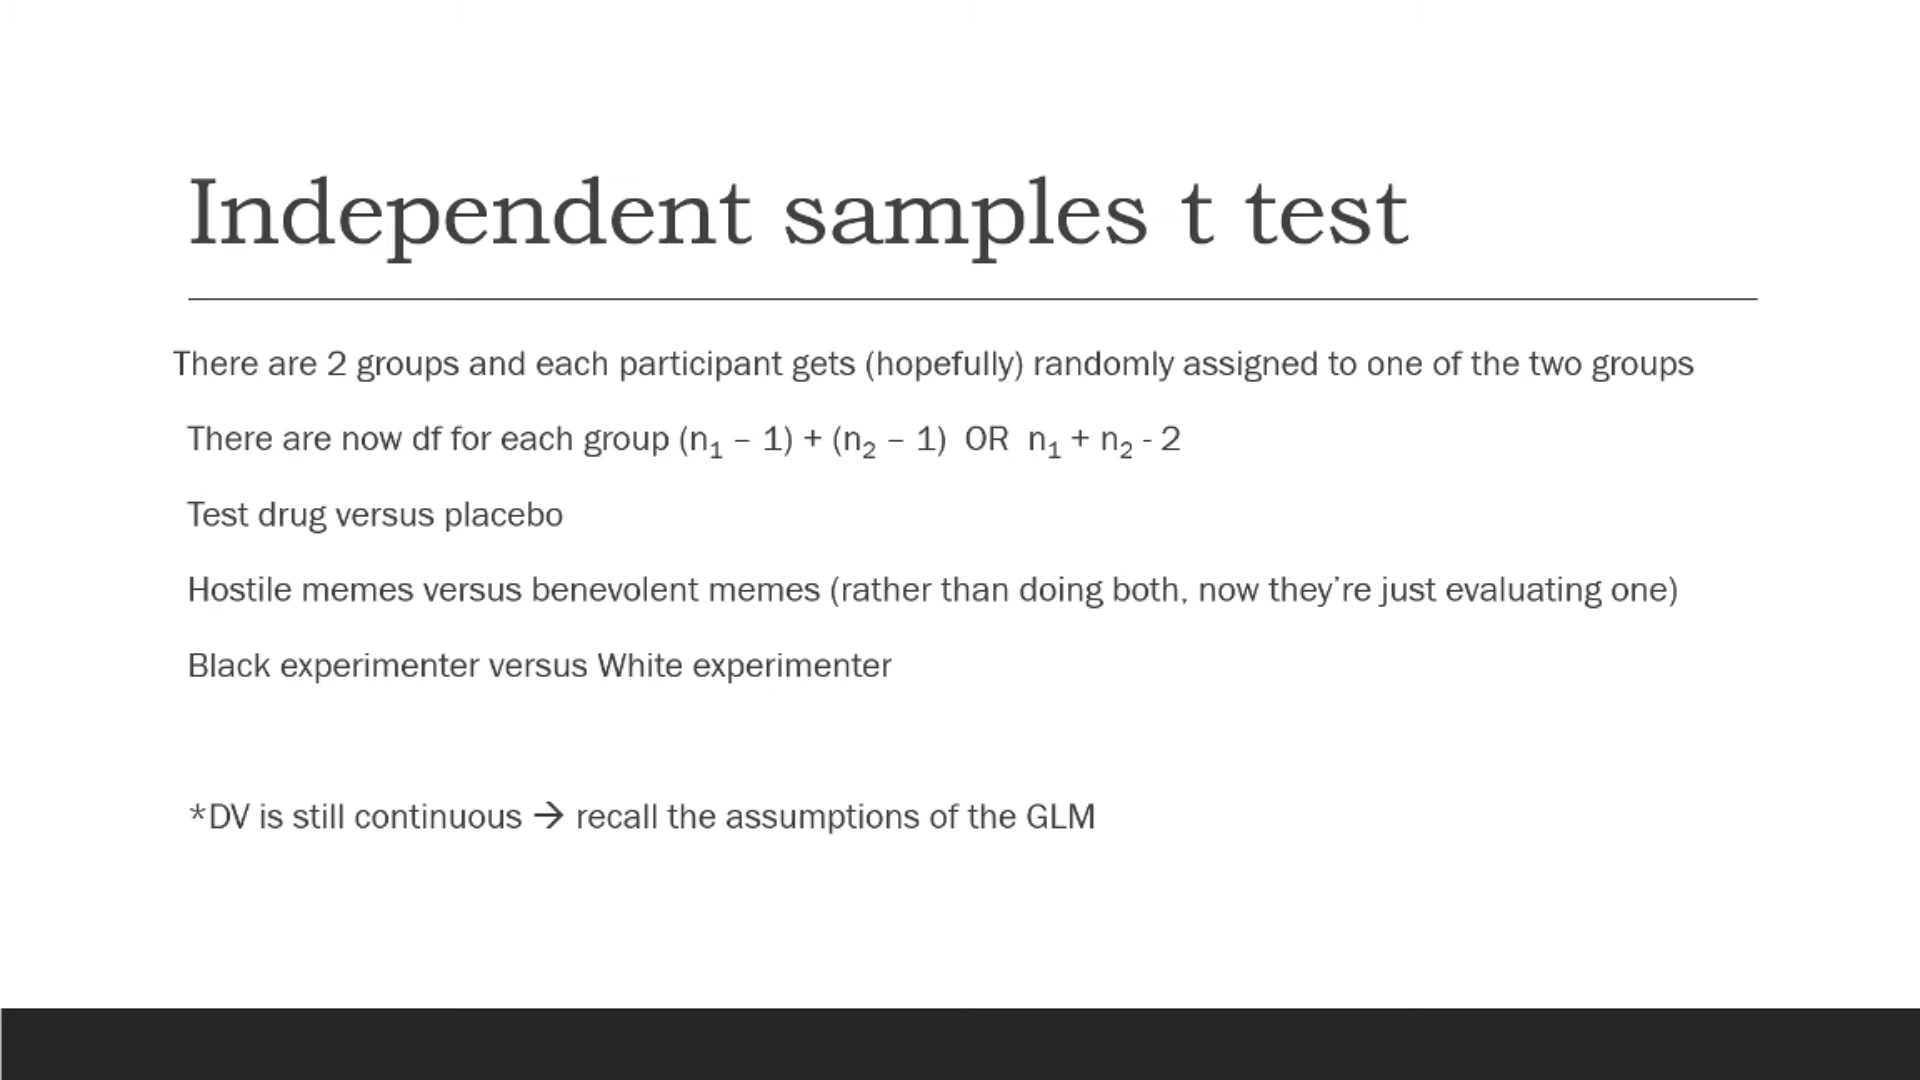 Independent samples t test
There are 2 groups and each participant gets (hopefully) randomly assigned to one of the two groups
There are now df for each group (n₁ – 1) + (n₂ – 1) OR n₁ + n₂ - 2
Test drug versus placebo
Hostile memes versus benevolent memes (rather than doing both, now they’re just evaluating one)
Black experimenter versus White experimenter
*DV is still continuous → recall the assumptions of the GLM